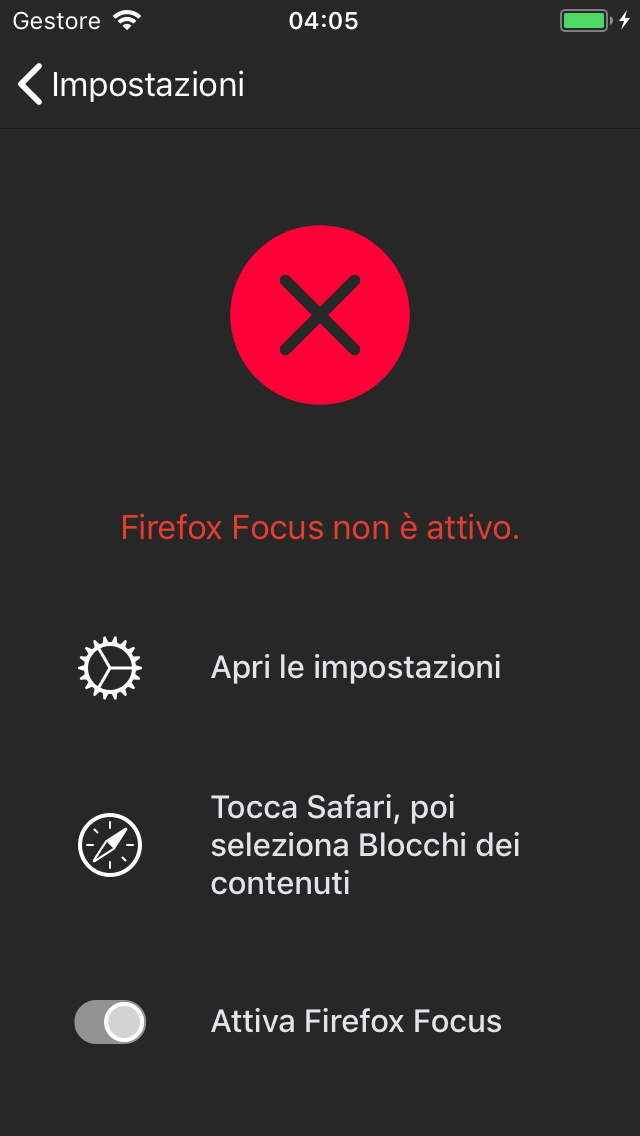 Gestore
04:05
Impostazioni
Firefox Focus non è attivo.
Apri le impostazioni
Tocca Safari, poi
seleziona Blocchi dei
contenuti
Attiva Firefox Focus